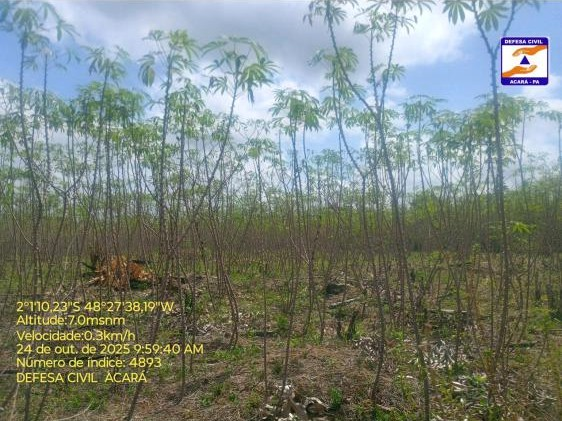 DEFESA CIVIL
ACARÁ - PA
2°1'10,23"S 48°27'38,19"W
Altitude:7.0msnm
Velocidade:0.3km/h
24 de out. de 2025 9:59:40 AM
Número de índice: 4893
DEFESA CIVIL ACARÁ